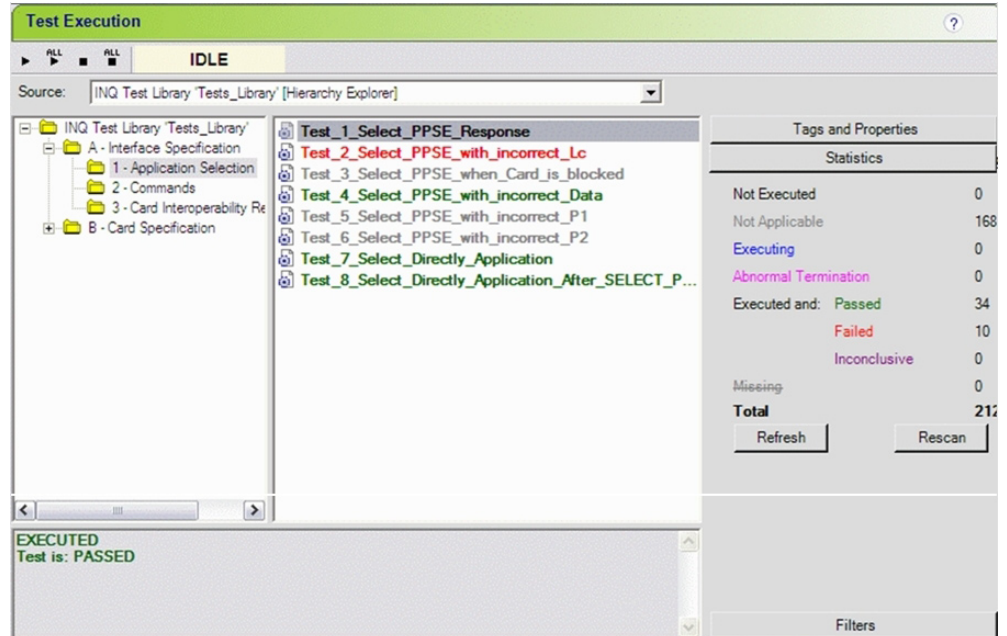 Test Execution
?
ALL ALL
IDLE
Source: INQ Test Library 'Tests_Library' [Hierarchy Explorer]
INQ Test Library 'Tests_Library'
A - Interface Specification
1 - Application Selection
2 - Commands
3 - Card Interoperability Re
B - Card Specification
Test_1_Select_PPSE_Response
Test_2_Select_PPSE_with_incorrect_Lc
Test_3_Select_PPSE_when_Card_is_blocked
Test_4_Select_PPSE_with_incorrect_Data
Test_5_Select_PPSE_with_incorrect_P1
Test_6_Select_PPSE_with_incorrect_P2
Test_7_Select_Directly_Application
Test_8_Select_Directly_Application_After_SELECT_P...
Tags and Properties
Statistics
Not Executed 0
Not Applicable 168
Executing 0
Abnormal Termination 0
Executed and: Passed 34
Failed 10
Inconclusive 0
Missing 0
Total 212
Refresh Rescan
EXECUTED
Test is: PASSED
Filters